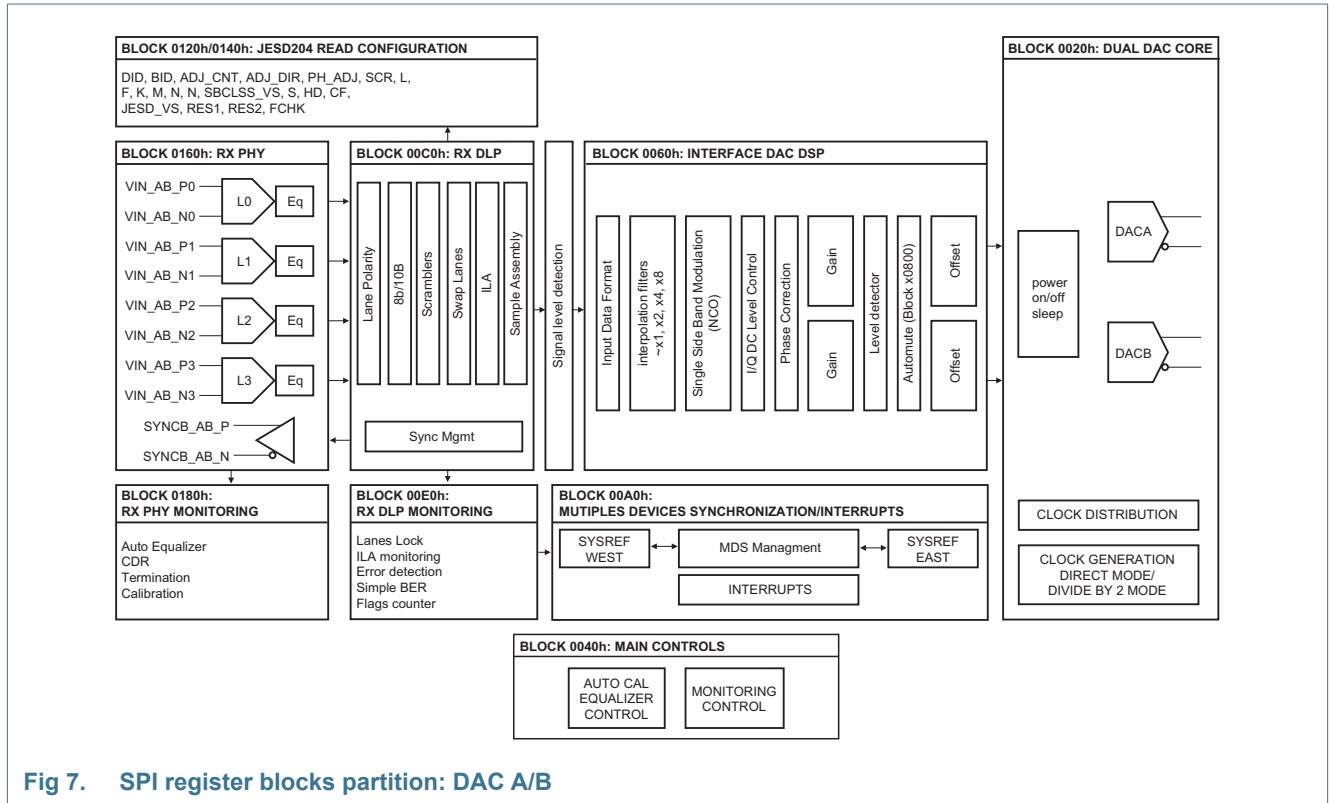 BLOCK 0120h/0140h: JESD204 READ CONFIGURATION
DID, BID, ADJ_CNT, ADJ_DIR, PH_ADJ, SCR, L,
F, K, M, N, N, SBCLSS_VS, S, HD, CF,
JESD_VS, RES1, RES2, FCHK
BLOCK 0160h: RX PHY
VIN_AB_P0
VIN_AB_N0
L0
Eq
VIN_AB_P1
VIN_AB_N1
L1
Eq
VIN_AB_P2
VIN_AB_N2
L2
Eq
VIN_AB_P3
VIN_AB_N3
L3
Eq
SYNCB_AB_P
SYNCB_AB_N
BLOCK 00C0h: RX DLP
Lane Polarity
8b/10B
Scramblers
Swap Lanes
ILA
Sample Assembly
Sync Mgmt
Signal level detection
BLOCK 0060h: INTERFACE DAC DSP
Input Data Format
interpolation filters
~x1, x2, x4, x8
Single Side Band Modulation
(NCO)
I/Q DC Level Control
Phase Correction
Gain
Gain
Level detector
Automute (Block x0800)
Offset
Offset
BLOCK 0020h: DUAL DAC CORE
power
on/off
sleep
DACA
DACB
CLOCK DISTRIBUTION
CLOCK GENERATION
DIRECT MODE/
DIVIDE BY 2 MODE
BLOCK 0180h:
RX PHY MONITORING
Auto Equalizer
CDR
Termination
Calibration
BLOCK 00E0h:
RX DLP MONITORING
Lanes Lock
ILA monitoring
Error detection
Simple BER
Flags counter
BLOCK 00A0h:
MUTIPLES DEVICES SYNCHRONIZATION/INTERRUPTS
SYSREF
WEST
MDS Managment
SYSREF
EAST
INTERRUPTS
BLOCK 0040h: MAIN CONTROLS
AUTO CAL
EQUALIZER
CONTROL
MONITORING
CONTROL
Fig 7. SPI register blocks partition: DAC A/B